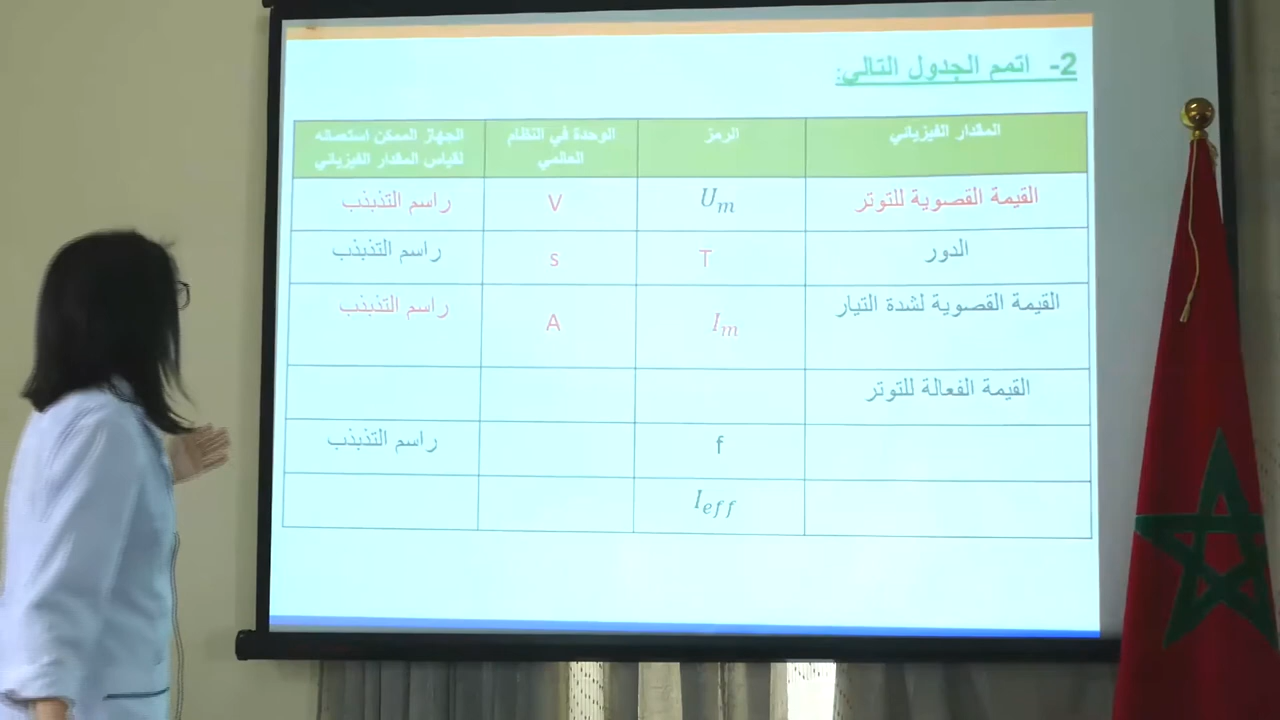 2- اتمم الجدول التالي:
المقدار الفيزيائي
الرمز
الوحدة في النظام
العالمي
الجهاز الممكن استعماله
لقياس المقدار الفيزيائي
القيمة القصوية للتوتر
U_m
V
راسم التذبذب
الدور
T
s
راسم التذبذب
القيمة القصوية لشدة التيار
I_m
A
راسم التذبذب
القيمة الفعالة للتوتر
f
راسم التذبذب
I_eff